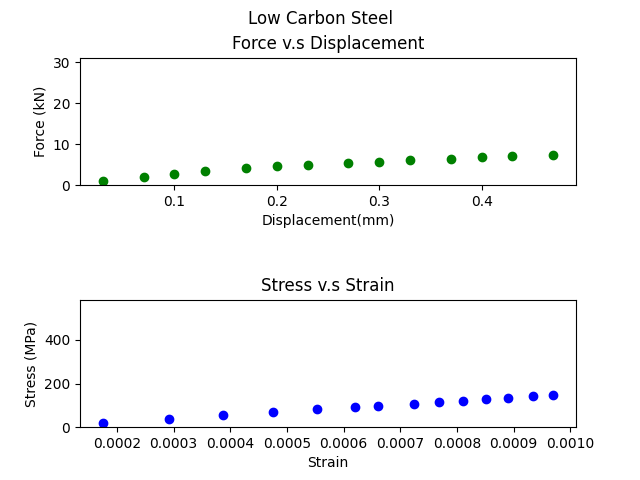 Low Carbon Steel
Force v.s Displacement
30
20
10
0
Force (kN)
0.1 0.2 0.3 0.4
Displacement(mm)
Stress v.s Strain
400
200
0
Stress (MPa)
0.0002 0.0003 0.0004 0.0005 0.0006 0.0007 0.0008 0.0009 0.0010
Strain